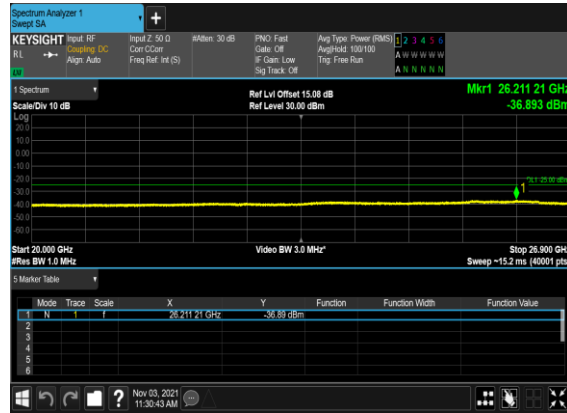 Spectrum Analyzer 1
Swept SA
+
KEYSIGHT Input: RF Input Z: 50 Ω #Atten: 30 dB PNO: Fast Avg Type: Power (RMS) 1 2 3 4 5 6
RL Coupling: DC Corr CCorr Gate: Off Avg|Hold: 100/100 A W W W W W
Align: Auto Freq Ref: Int (S) IF Gain: Low Trig: Free Run
Sig Track: Off A N N N N N
1 Spectrum Ref Lvl Offset 15.08 dB Mkr1 26.211 21 GHz
Scale/Div 10 dB Ref Level 30.00 dBm -36.893 dBm
Log
20.0
10.0
0.00
-10.0
-20.0
DL1 -25.00 dBm
1
-30.0
-40.0
-50.0
-60.0
Start 20.000 GHz Video BW 3.0 MHz* Stop 26.900 GHz
#Res BW 1.0 MHz Sweep ~15.2 ms (40001 pts)
5 Marker Table
Mode Trace Scale X Y Function Function Width Function Value
1 N 1 f 26.211 21 GHz -36.89 dBm
2
3
4
5
6
? Nov 03, 2021
11:30:43 AM